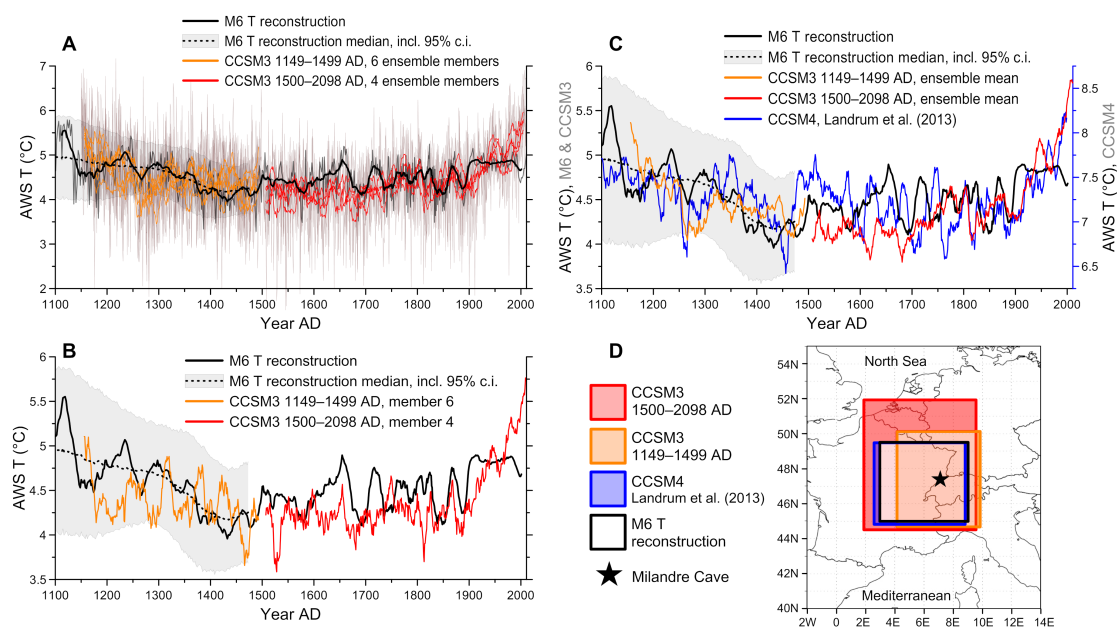 A
M6 T reconstruction
M6 T reconstruction median, incl. 95% c.i.
CCSM3 1149–1499 AD, 6 ensemble members
CCSM3 1500–2098 AD, 4 ensemble members
AWS T (°C)
7
6
5
4
3
2
1100 1200 1300 1400 1500 1600 1700 1800 1900 2000
Year AD
B
M6 T reconstruction
M6 T reconstruction median, incl. 95% c.i.
CCSM3 1149–1499 AD, member 6
CCSM3 1500–2098 AD, member 4
AWS T (°C)
6
5.5
5
4.5
4
3.5
1100 1200 1300 1400 1500 1600 1700 1800 1900 2000
Year AD
C
M6 T reconstruction
M6 T reconstruction median, incl. 95% c.i.
CCSM3 1149–1499 AD, ensemble mean
CCSM3 1500–2098 AD, ensemble mean
CCSM4, Landrum et al. (2013)
AWS T (°C), M6 & CCSM3
6
5.5
5
4.5
4
3.5
8.5
8
7.5
7
6.5
AWS T (°C), CCSM4
1100 1200 1300 1400 1500 1600 1700 1800 1900 2000
Year AD
D
CCSM3
1500–2098 AD
CCSM3
1149–1499 AD
CCSM4
Landrum et al. (2013)
M6 T
reconstruction
Milandre Cave
North Sea
Mediterranean
54N
52N
50N
48N
46N
44N
42N
40N
2W 0E 2E 4E 6E 8E 10E 12E 14E